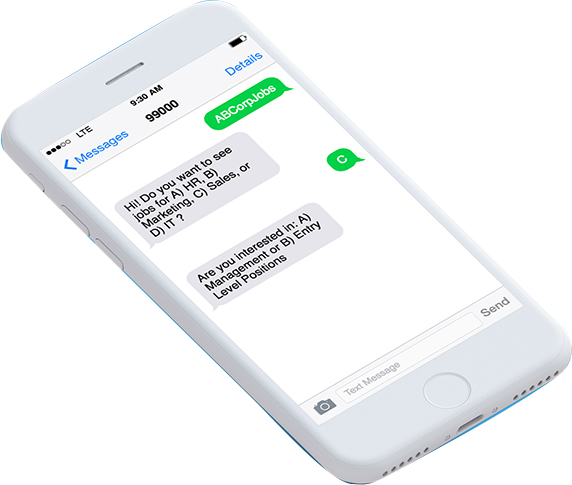 LTE
9:30 AM
Messages
99000
Details
ABCorpJobs
Hi! Do you want to see
jobs for A) HR, B)
Marketing, C) Sales, or
D) IT ?
C
Are you interested in: A)
Management or B) Entry
Level Positions
Text Message
Send